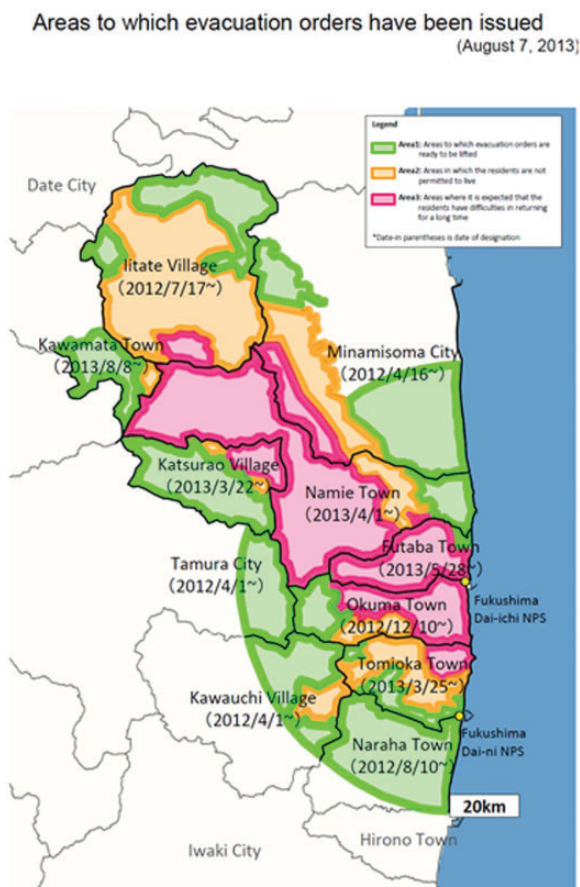 Areas to which evacuation orders have been issued
(August 7, 2013)
Legend
Area1: Areas to which evacuation orders are
ready to be lifted
Area2: Areas in which the residents are not
permitted to live
Area3: Areas where it is expected that the
residents have difficulties in returning
for a long time
*Date-in parentheses is date of designation
Date City
Iitate Village
(2012/7/17~)
Kawamata Town
(2013/8/8~)
Minamisoma City
(2012/4/16~)
Katsurao Village
(2013/3/22~
Namie Town
(2013/4/1~)
Futaba Town
(2013/5/28~)
Tamura City
(2012/4/1~)
Okuma Town
(2012/12/10~)
Fukushima
Dai-ichi NPS
Tomioka Town
(2013/3/25~)
Kawauchi Village
(2012/4/1~)
Fukushima
Dai-ni NPS
Naraha Town
(2012/8/10~)
20km
Iwaki City
Hirono Town